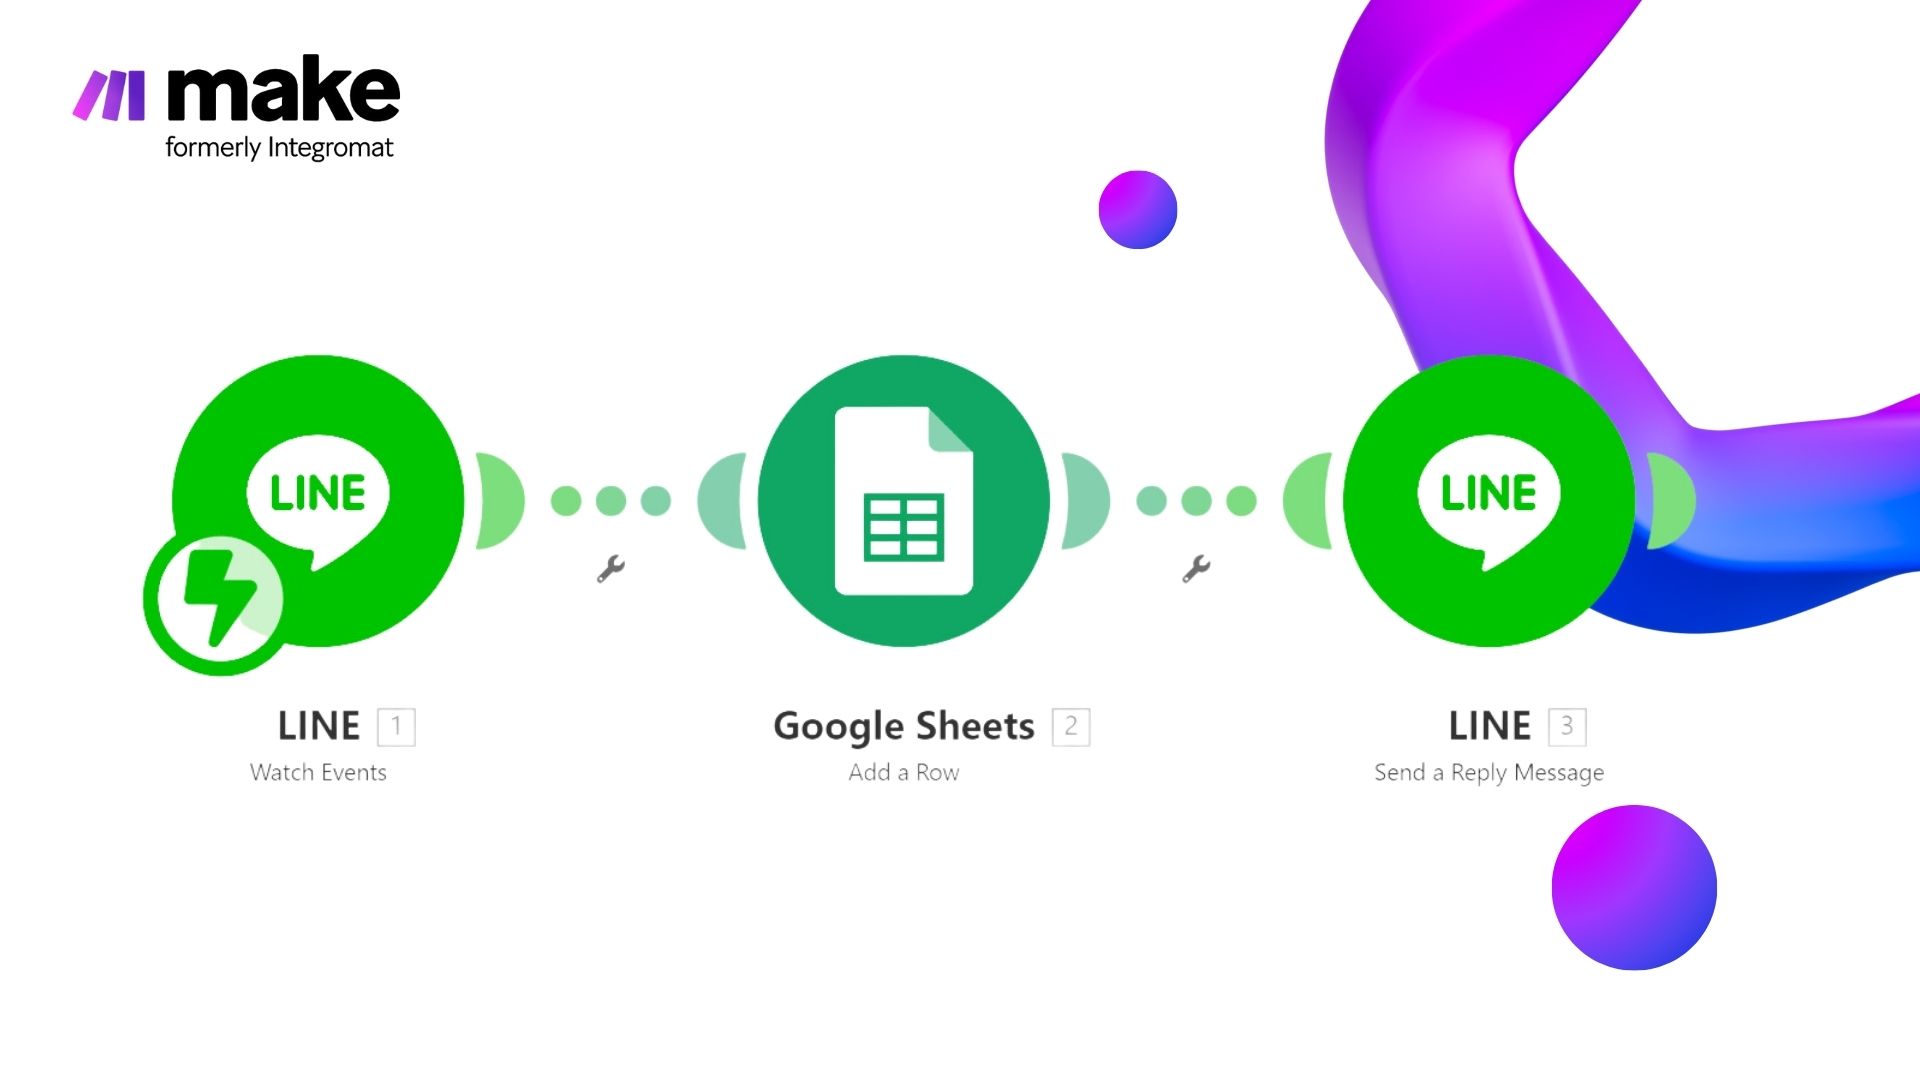 make
formerly Integromat
LINE
LINE
LINE 1
Watch Events
Google Sheets 2
Add a Row
LINE 3
Send a Reply Message